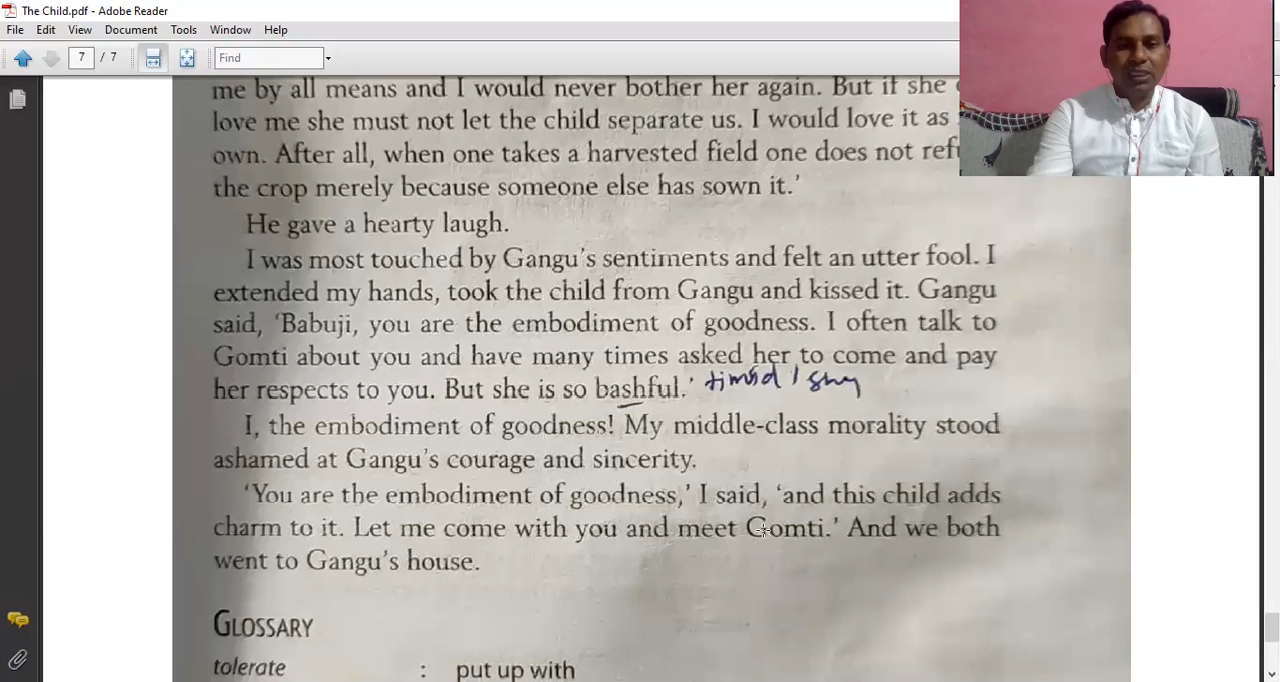 The Child.pdf - Adobe Reader
File Edit View Document Tools Window Help
7 / 7 Find
me by all means and I would never bother her again. But if she
love me she must not let the child separate us. I would love it as
own. After all, when one takes a harvested field one does not ref
the crop merely because someone else has sown it.'
He gave a hearty laugh.
I was most touched by Gangu's sentiments and felt an utter fool. I
extended my hands, took the child from Gangu and kissed it. Gangu
said, 'Babuji, you are the embodiment of goodness. I often talk to
Gomti about you and have many times asked her to come and pay
her respects to you. But she is so bashful.' timid / shy
I, the embodiment of goodness! My middle-class morality stood
ashamed at Gangu's courage and sincerity.
'You are the embodiment of goodness,' I said, 'and this child adds
charm to it. Let me come with you and meet Gomti.' And we both
went to Gangu's house.
GLOSSARY
tolerate : put up with